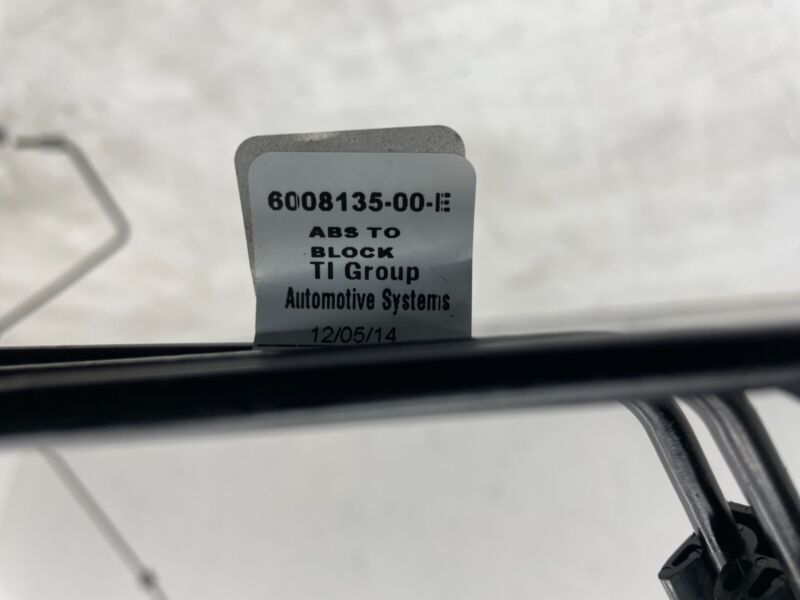 6008135-00-E
ABS TO
BLOCK
TI Group
Automotive Systems
12/05/14